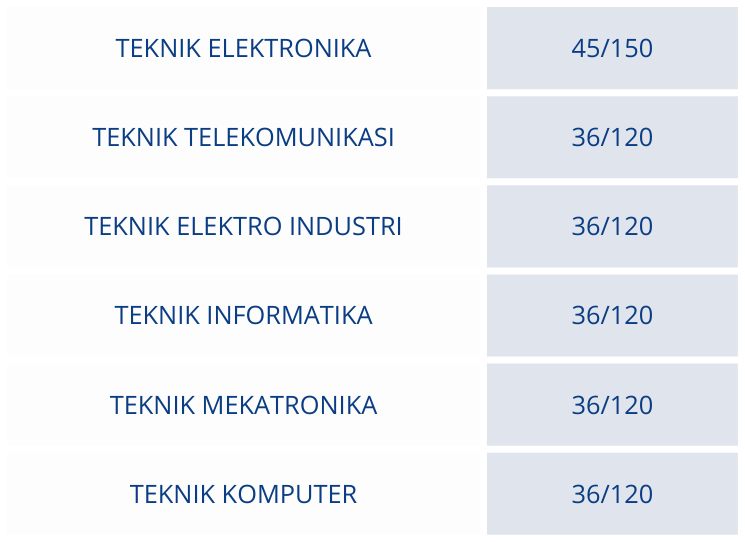 TEKNIK ELEKTRONIKA 45/150
TEKNIK TELEKOMUNIKASI 36/120
TEKNIK ELEKTRO INDUSTRI 36/120
TEKNIK INFORMATIKA 36/120
TEKNIK MEKATRONIKA 36/120
TEKNIK KOMPUTER 36/120